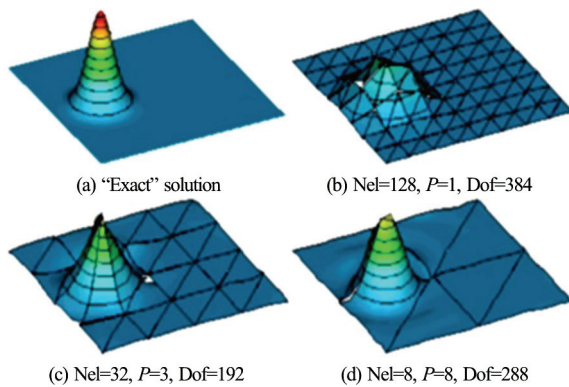 (a) “Exact” solution
(b) Nel=128, P=1, Dof=384
(c) Nel=32, P=3, Dof=192
(d) Nel=8, P=8, Dof=288